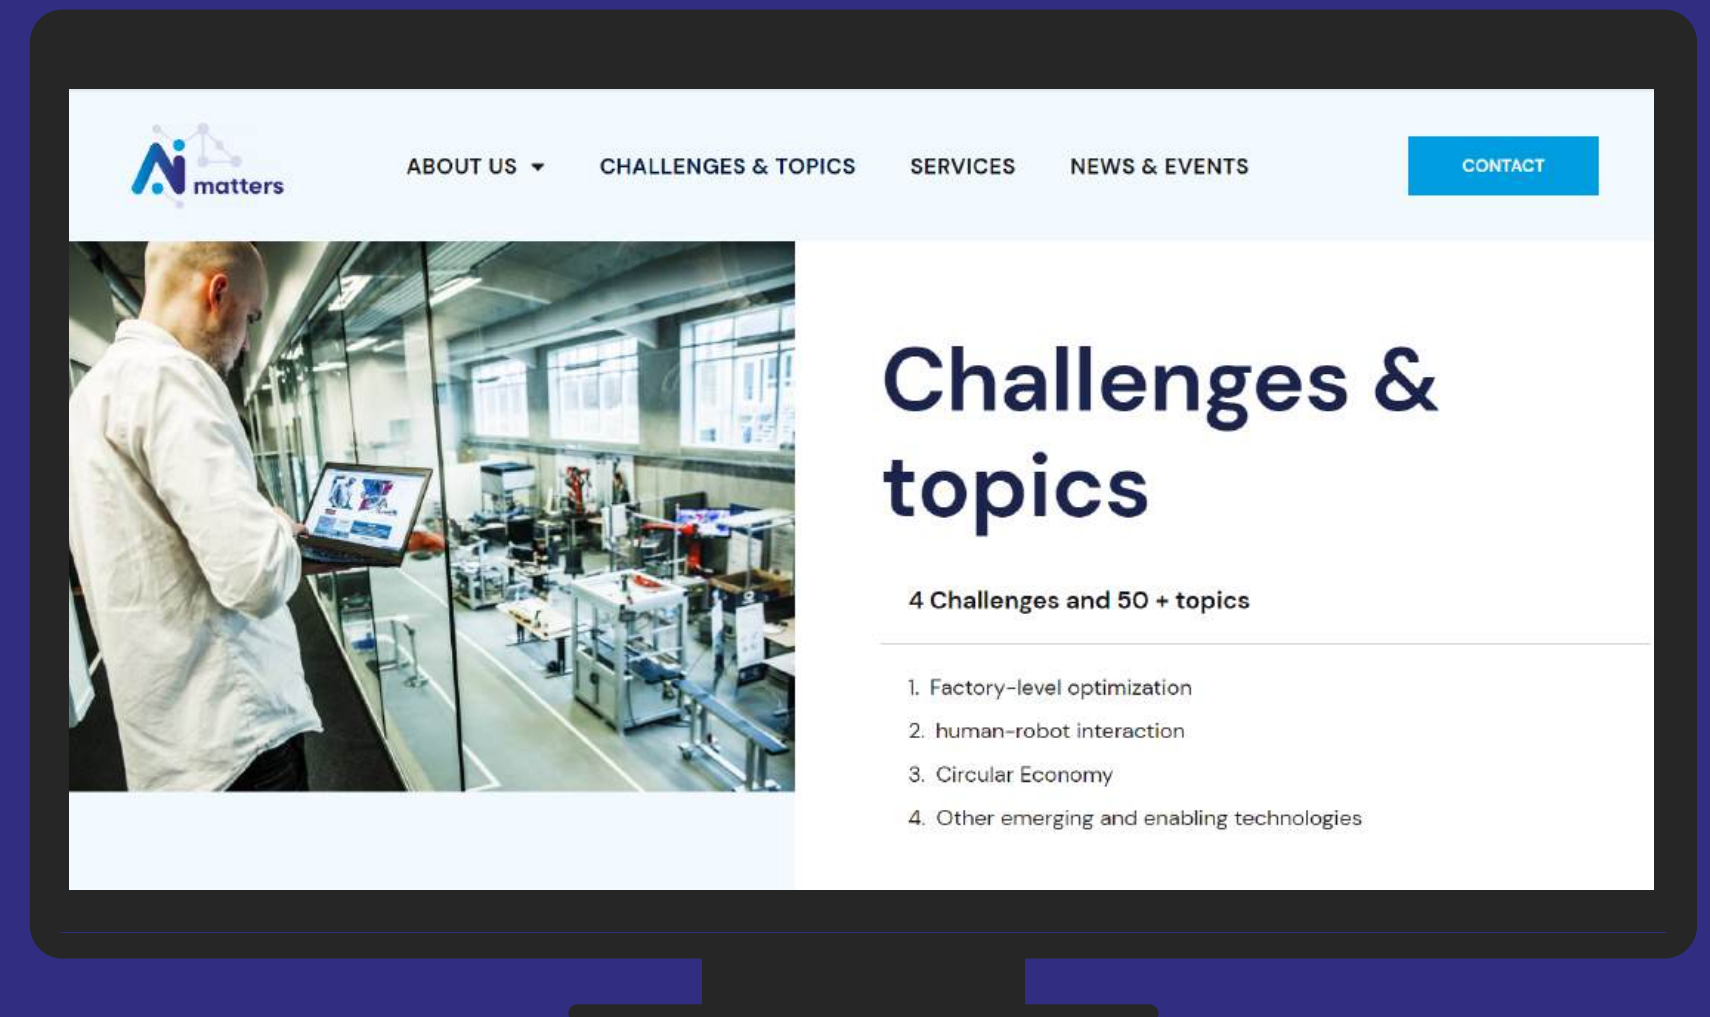 Ai matters
ABOUT US
CHALLENGES & TOPICS
SERVICES
NEWS & EVENTS
CONTACT
Challenges &
topics
4 Challenges and 50 + topics
1. Factory-level optimization
2. human-robot interaction
3. Circular Economy
4. Other emerging and enabling technologies